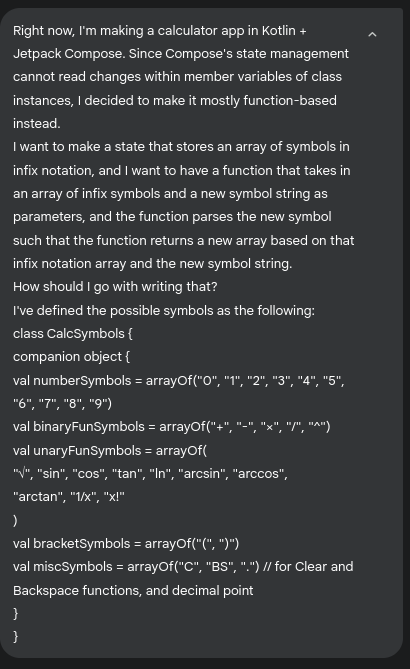 Right now, I'm making a calculator app in Kotlin +
Jetpack Compose. Since Compose's state management
cannot read changes within member variables of class
instances, I decided to make it mostly function-based
instead.
I want to make a state that stores an array of symbols in
infix notation, and I want to have a function that takes in
an array of infix symbols and a new symbol string as
parameters, and the function parses the new symbol
such that the function returns a new array based on that
infix notation array and the new symbol string.
How should I go with writing that?
I've defined the possible symbols as the following:
class CalcSymbols {
companion object {
val numberSymbols = arrayOf("0", "1", "2", "3", "4", "5",
"6", "7", "8", "9")
val binaryFunSymbols = arrayOf("+", "-", "×", "/", "^")
val unaryFunSymbols = arrayOf(
"√", "sin", "cos", "tan", "ln", "arcsin", "arccos",
"arctan", "1/x", "x!"
)
val bracketSymbols = arrayOf("(", ")")
val miscSymbols = arrayOf("C", "BS", ".") // for Clear and
Backspace functions, and decimal point
}
}